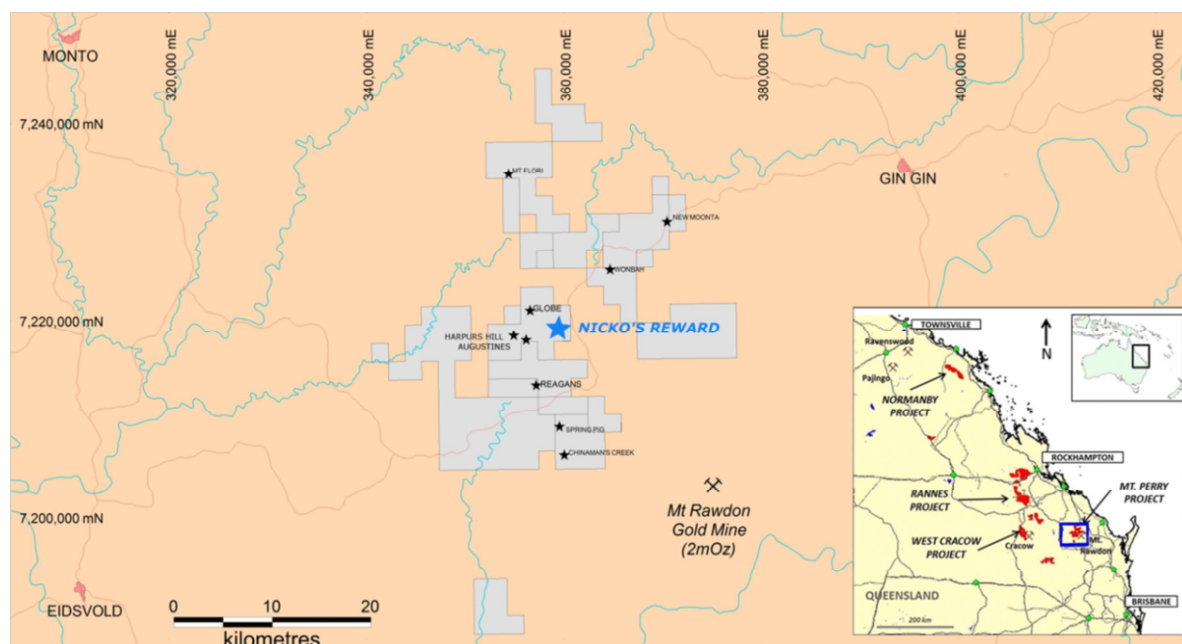 320,000 mE
340,000 mE
360,000 mE
380,000 mE
400,000 mE
420,000 mE
MONTO
7,240,000 mN
MT FLORI
GIN GIN
NEW MOONTA
WONBAH
GLOBE
7,220,000 mN
NICKO'S REWARD
HARPURS HILL
AUGUSTINES
REAGANS
SPRING PIG
CHINAMAN'S CREEK
Mt Rawdon
Gold Mine
(2mOz)
7,200,000 mN
EIDSVOLD
0 10 20
kilometres
TOWNSVILLE
Ravenswood
N
Pajingo
NORMANBY
PROJECT
ROCKHAMPTON
RANNES
PROJECT
MT. PERRY
PROJECT
WEST CRACOW
PROJECT
Cracow
Mt.
Rawdon
QUEENSLAND
BRISBANE
200 km